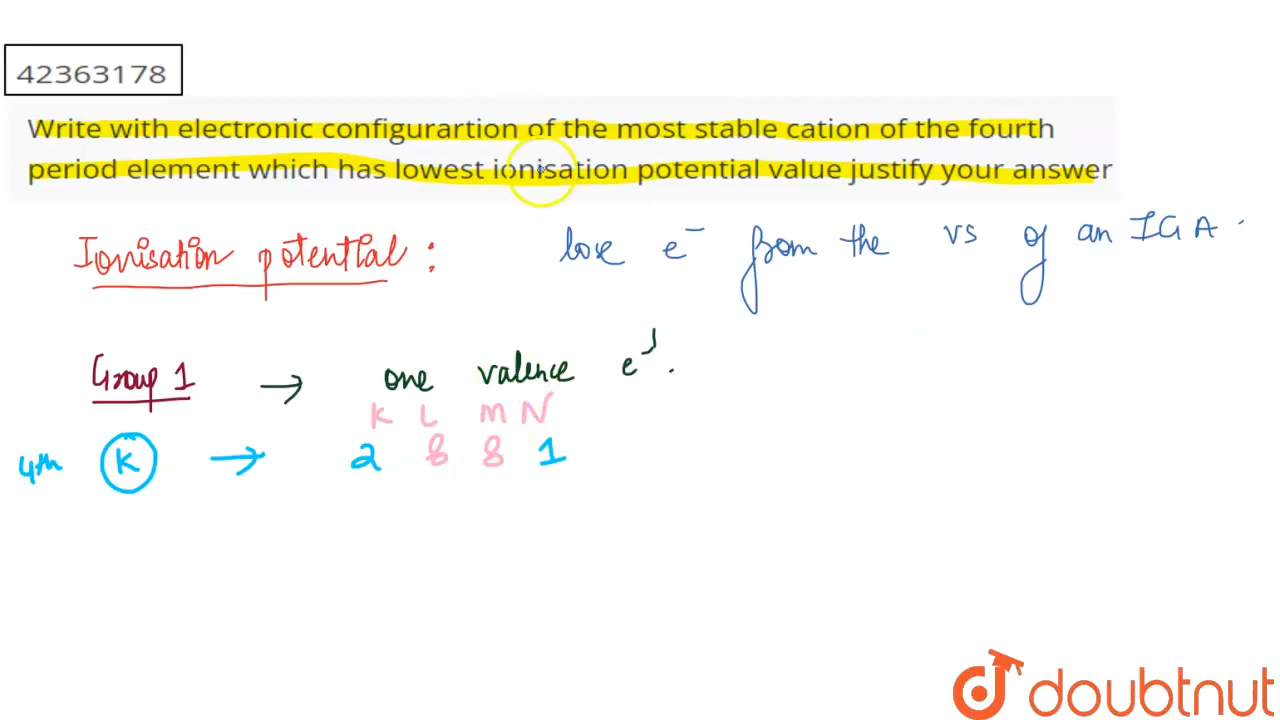 42363178
Write with electronic configurartion of the most stable cation of the fourth
period element which has lowest ionisation potential value justify your answer
Ionisation potential : lose e⁻ from the vs of an IGA .
Group 1 → one valence e⁻ .
K L M N
4th K → 2 8 8 1
doubtnut